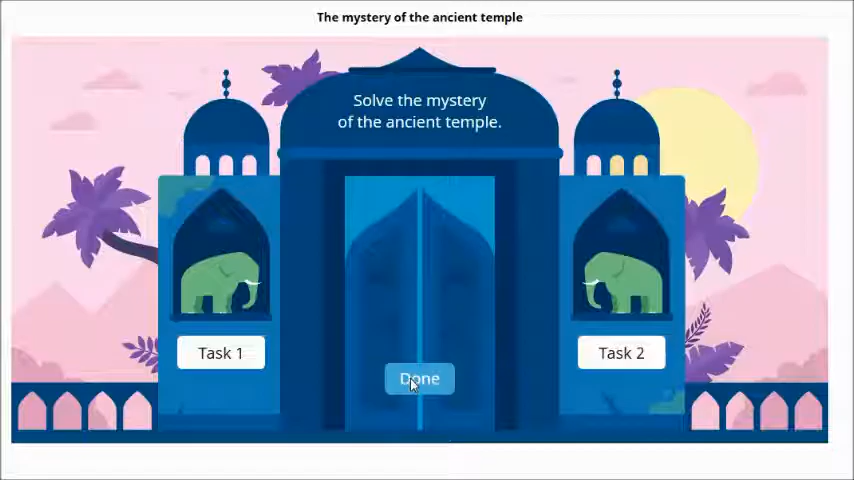 The mystery of the ancient temple
Solve the mystery
of the ancient temple.
Task 1
Task 2
Done